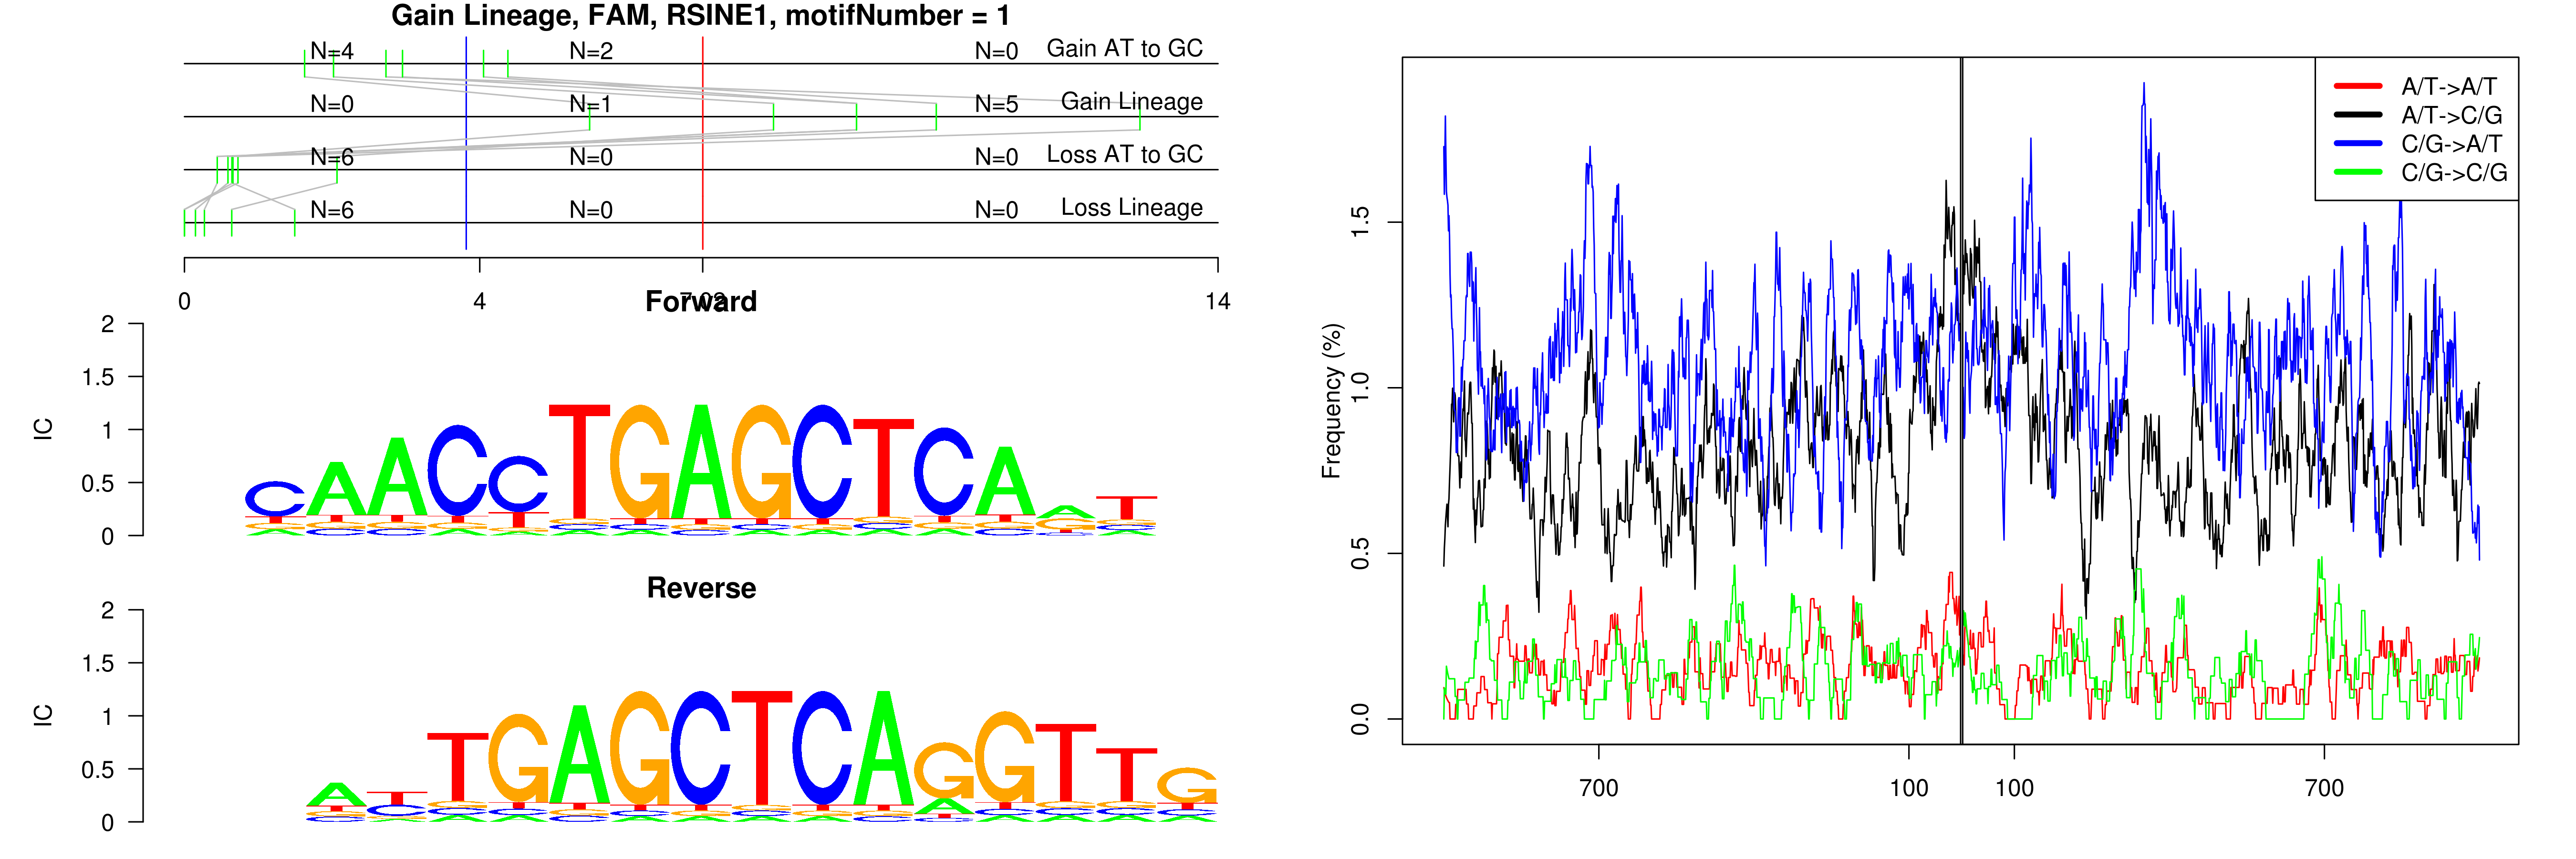 Gain Lineage, FAM, RSINE1, motifNumber = 1
N=4 N=2 N=0 Gain AT to GC
N=0 N=1 N=5 Gain Lineage
N=6 N=0 N=0 Loss AT to GC
N=6 N=0 N=0 Loss Lineage
0 4 14
Forward
2
1.5
1
0.5
0
IC
CAACCTGAGCTCAAT
Reverse
2
1.5
1
0.5
0
IC
ATTGAGCTCAGGTTG
A/T->A/T
A/T->C/G
C/G->A/T
C/G->C/G
Frequency (%)
1.5
1.0
0.5
0.0
700 100 100 700